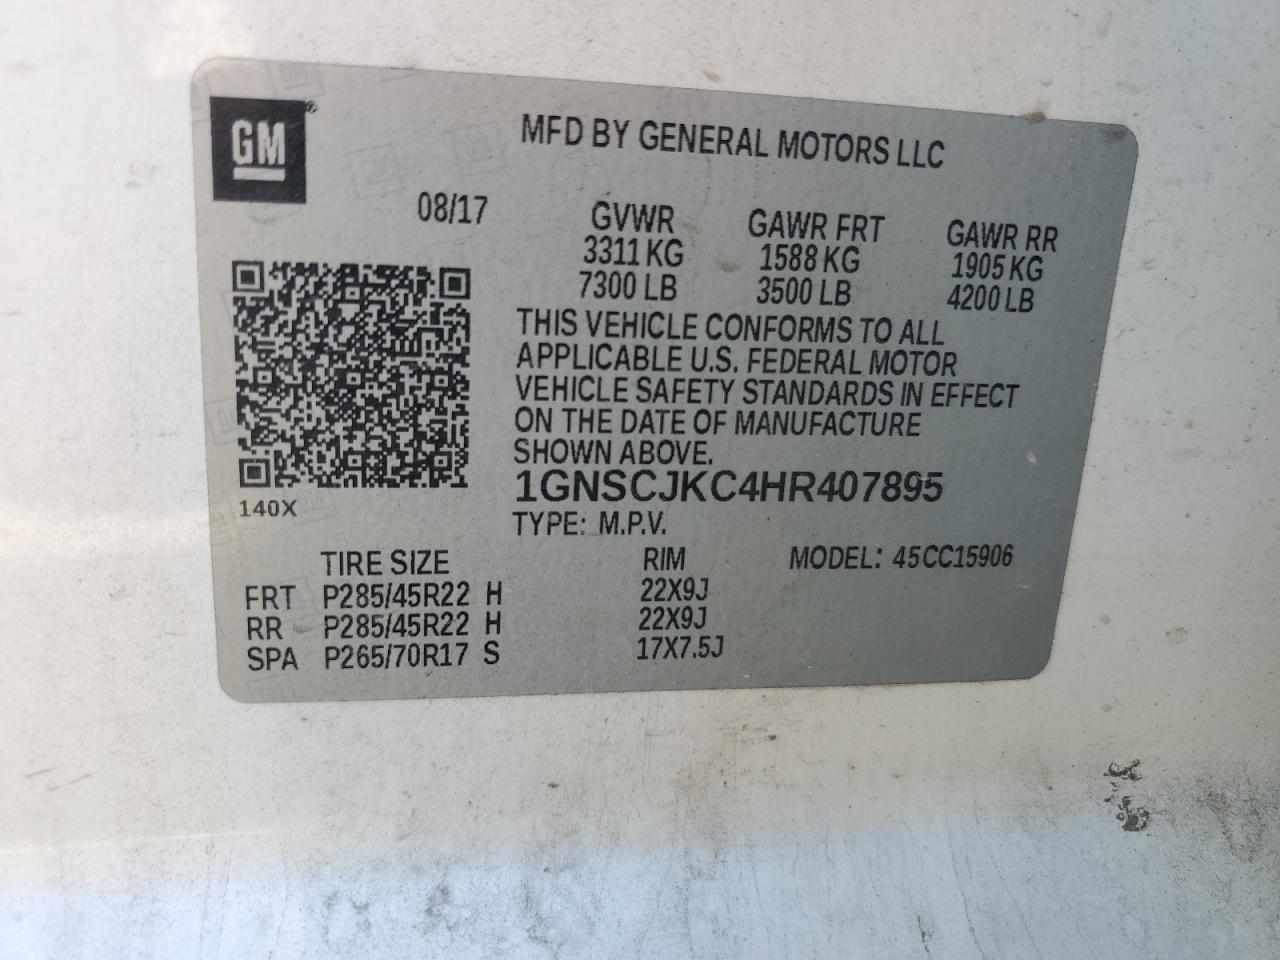 GM®
MFD BY GENERAL MOTORS LLC
08/17
GVWR GAWR FRT GAWR RR
3311 KG 1588 KG 1905 KG
7300 LB 3500 LB 4200 LB
THIS VEHICLE CONFORMS TO ALL
APPLICABLE U.S. FEDERAL MOTOR
VEHICLE SAFETY STANDARDS IN EFFECT
ON THE DATE OF MANUFACTURE
SHOWN ABOVE.
1GNSCJKC4HR407895
140X
TYPE: M.P.V.
TIRE SIZE RIM MODEL: 45CC15906
FRT P285/45R22 H 22X9J
RR P285/45R22 H 22X9J
SPA P265/70R17 S 17X7.5J